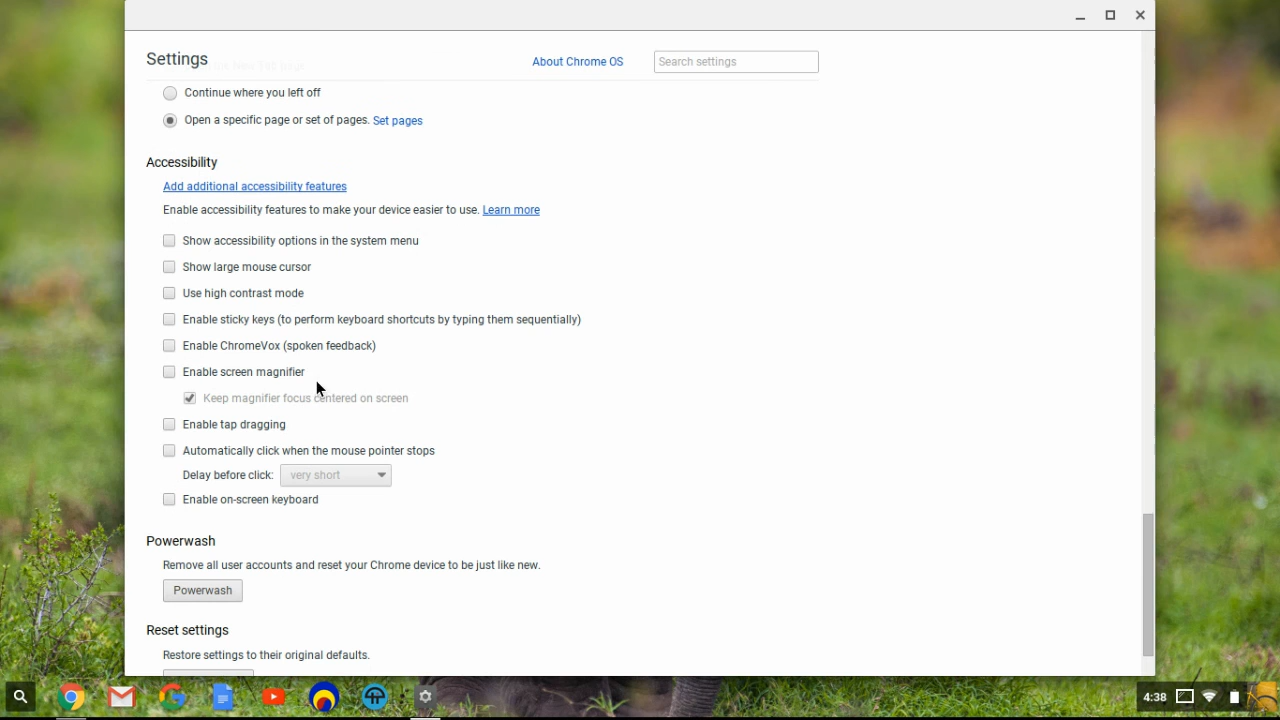 Settings
About Chrome OS
Search settings
Continue where you left off
Open a specific page or set of pages. Set pages
Accessibility
Add additional accessibility features
Enable accessibility features to make your device easier to use. Learn more
Show accessibility options in the system menu
Show large mouse cursor
Use high contrast mode
Enable sticky keys (to perform keyboard shortcuts by typing them sequentially)
Enable ChromeVox (spoken feedback)
Enable screen magnifier
Keep magnifier focus centered on screen
Enable tap dragging
Automatically click when the mouse pointer stops
Delay before click: very short
Enable on-screen keyboard
Powerwash
Remove all user accounts and reset your Chrome device to be just like new.
Powerwash
Reset settings
Restore settings to their original defaults.
4:38